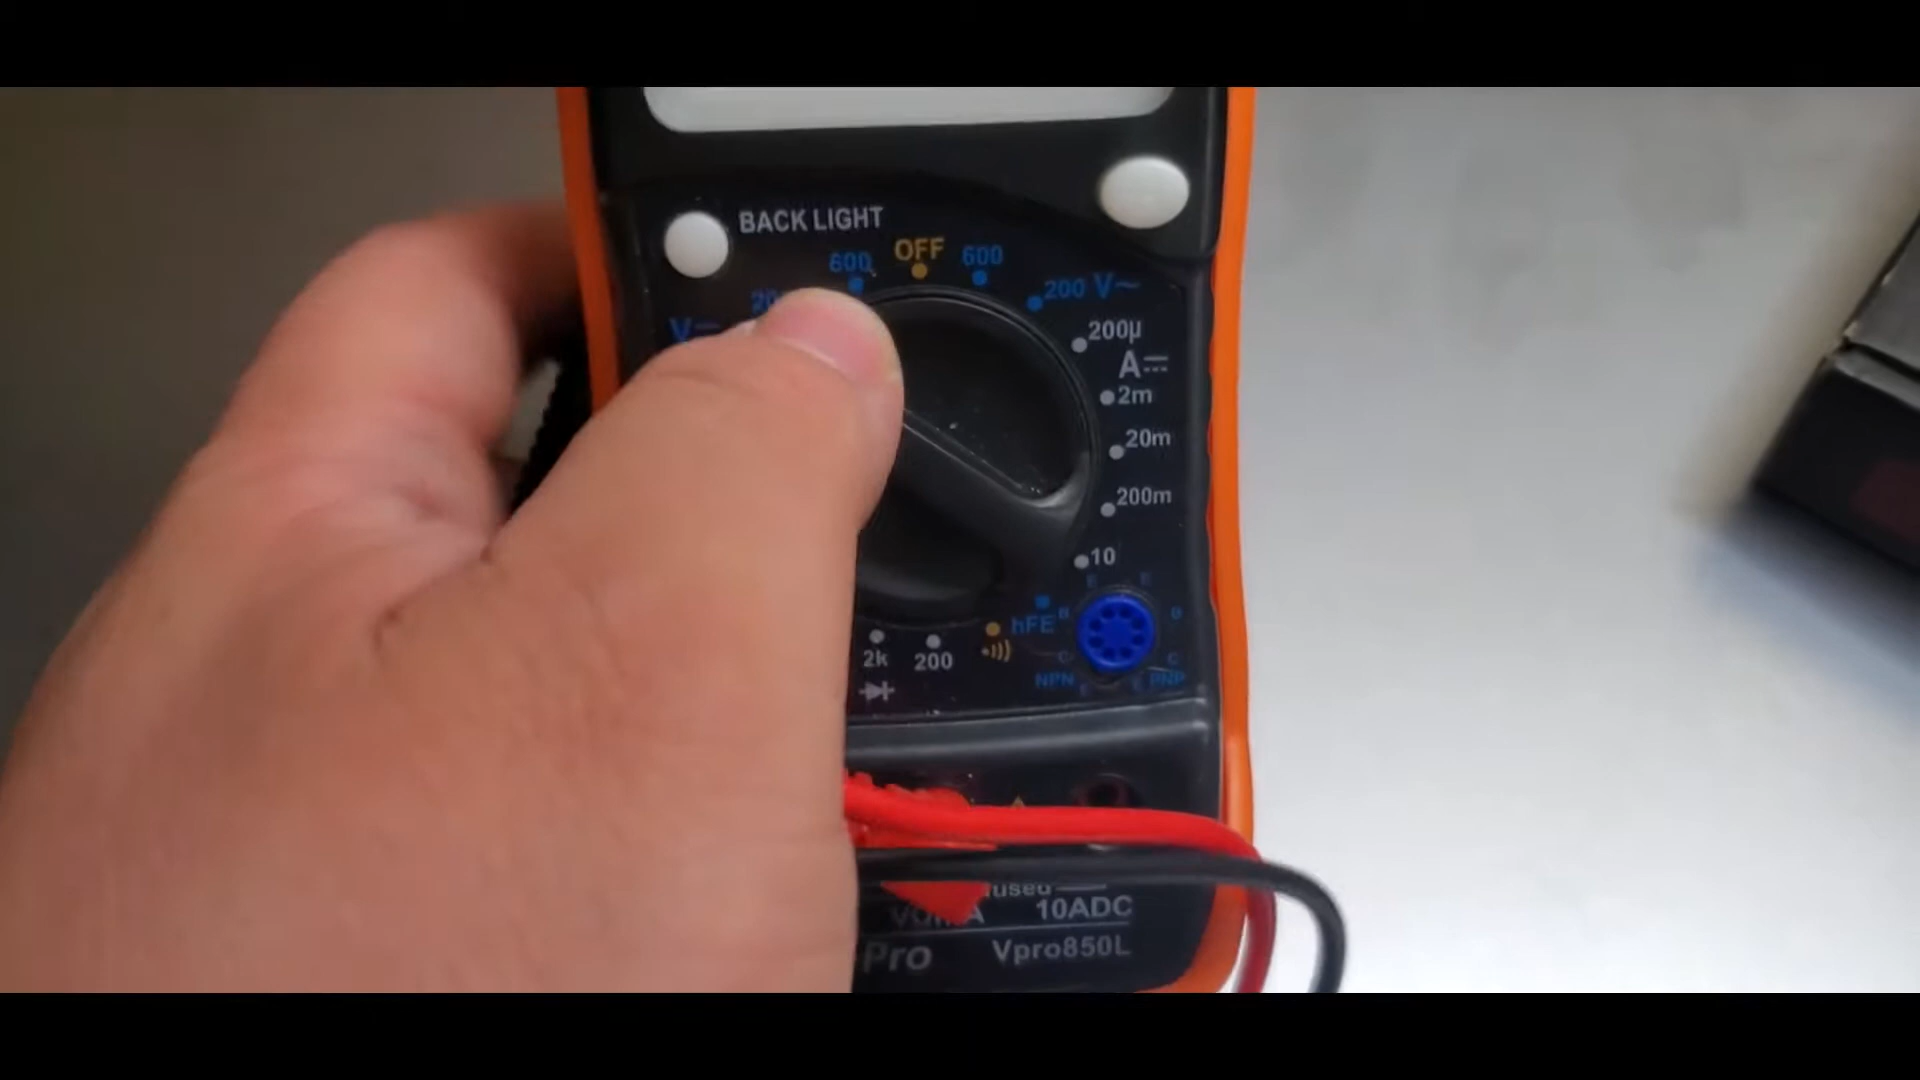 BACK LIGHT
600
OFF
600
200 V~
V
200µ
A
2m
20m
200m
10
hFE
2k
200
NPN
PNP
fused
10ADC
Pro
Vpro850L